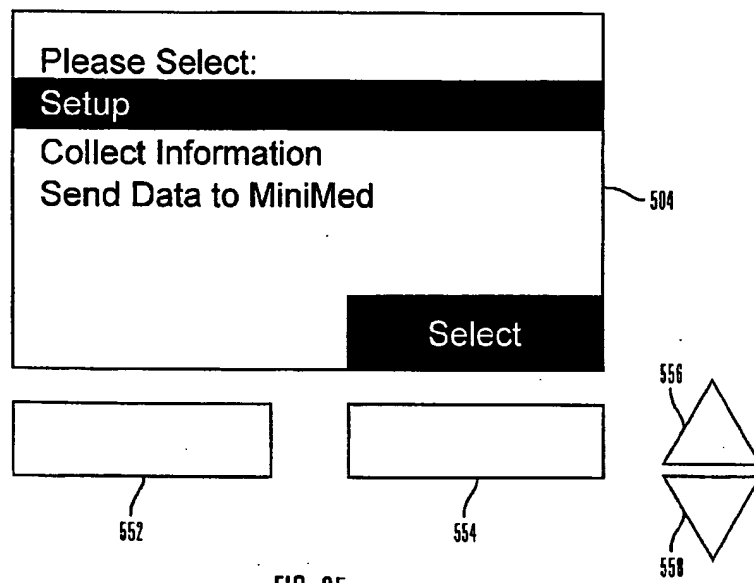 Please Select:
Setup
Collect Information
Send Data to MiniMed
504
Select
556
552
554
558